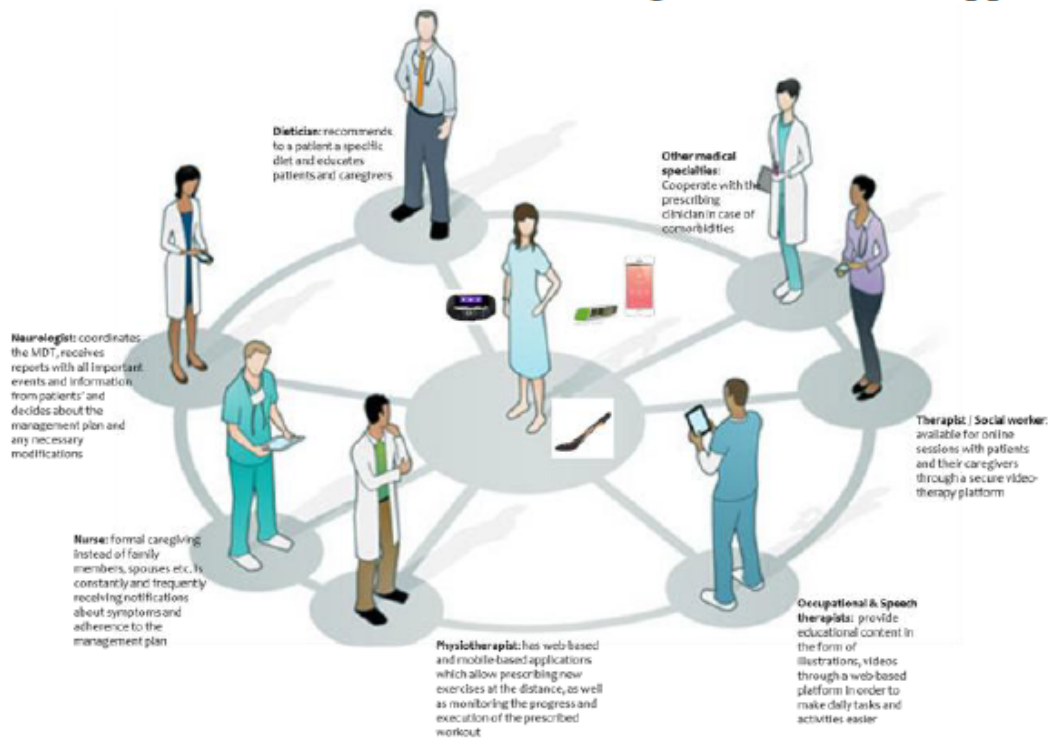 Dietician: recommends
to a patient a specific
diet and educates
patients and caregivers
Other medical
specialties:
Cooperate with the
prescribing
clinician in case of
comorbidities
Neurologist: coordinates
the MDT, receives
reports with all important
events and information
from patients' and
decides about the
management plan and
any necessary
modifications
Therapist / Social worker:
available for online
sessions with patients
and their caregivers
through a secure video-
therapy platform
Nurse: formal caregiving
instead of family
members, spouses etc. is
constantly and frequently
receiving notifications
about symptoms and
adherence to the
management plan
Physiotherapist: has web-based
and mobile-based applications
which allow prescribing new
exercises at the distance, as well
as monitoring the progress and
execution of the prescribed
workout
Occupational & Speech
therapists: provide
educational content in
the form of
illustrations, videos
through a web-based
platform in order to
make daily tasks and
activities easier